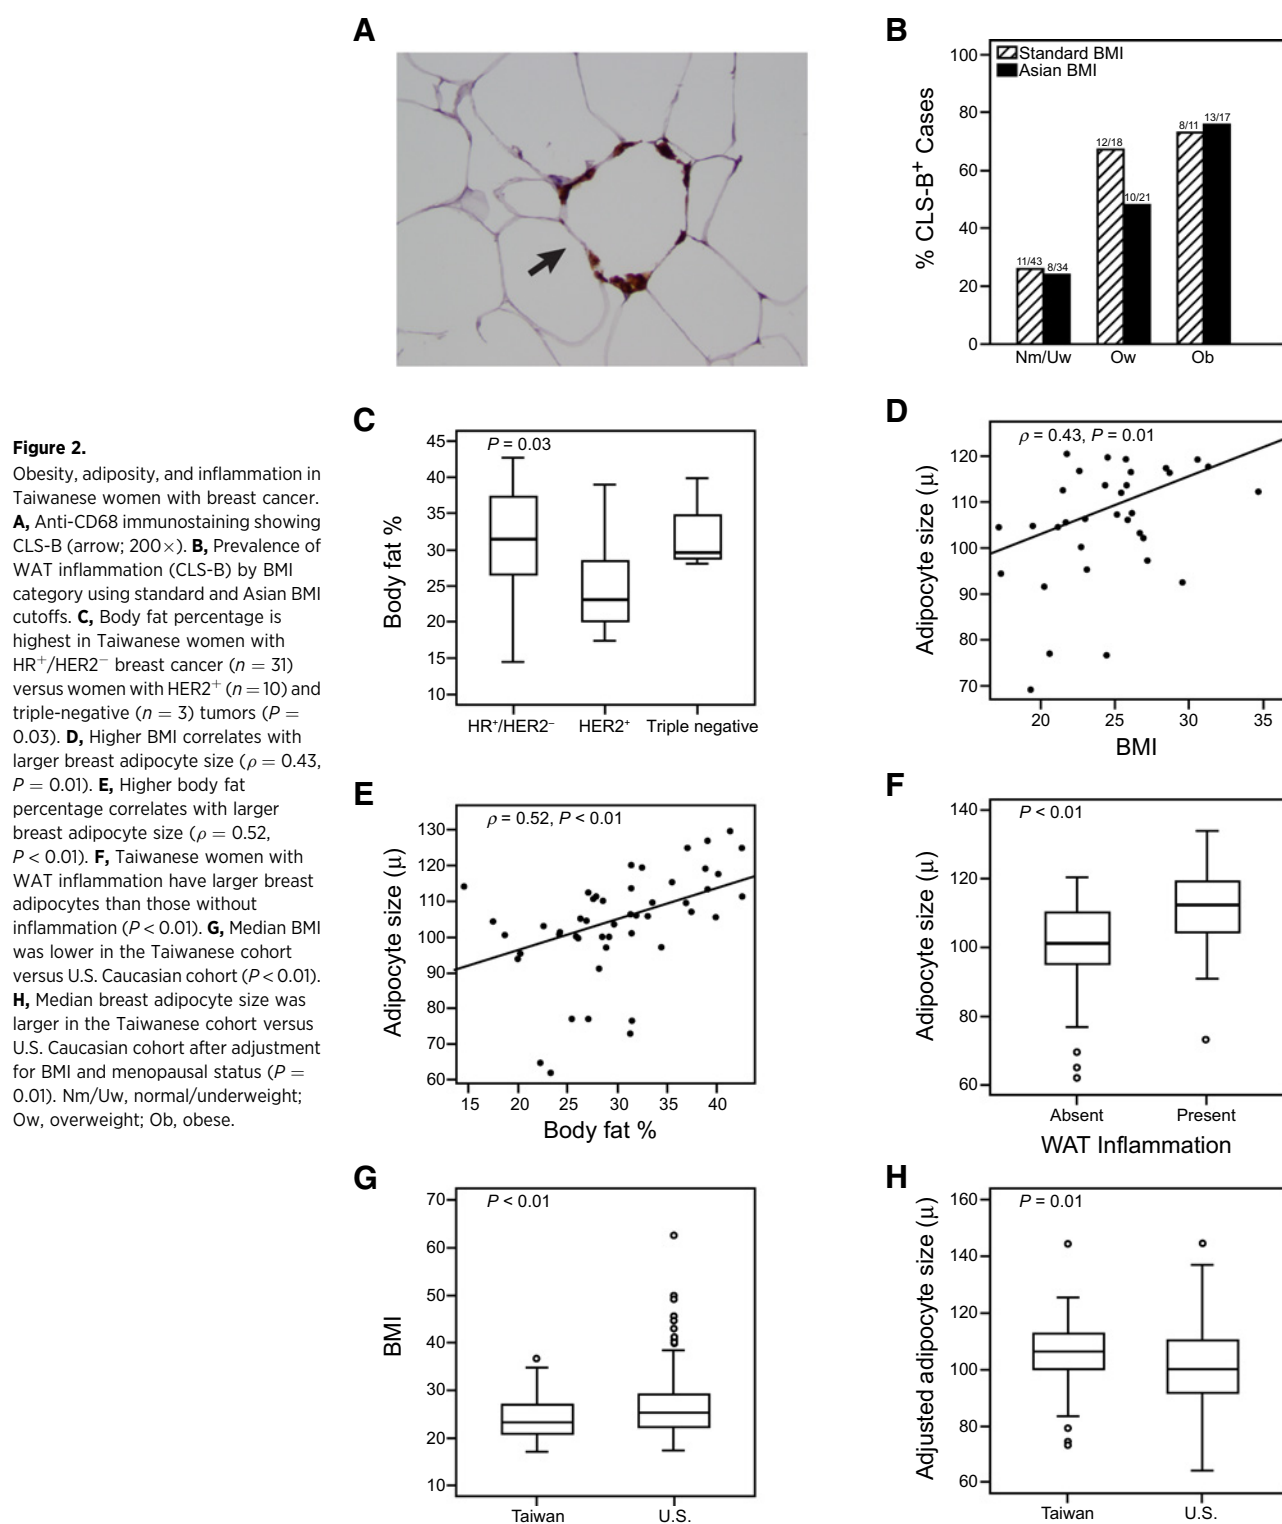 Figure 2.
Obesity, adiposity, and inflammation in
Taiwanese women with breast cancer.
A, Anti-CD68 immunostaining showing
CLS-B (arrow; 200×). B, Prevalence of
WAT inflammation (CLS-B) by BMI
category using standard and Asian BMI
cutoffs. C, Body fat percentage is
highest in Taiwanese women with
HR⁺/HER2⁻ breast cancer (n = 31)
versus women with HER2⁺ (n = 10) and
triple-negative (n = 3) tumors (P =
0.03). D, Higher BMI correlates with
larger breast adipocyte size (ρ = 0.43,
P = 0.01). E, Higher body fat
percentage correlates with larger
breast adipocyte size (ρ = 0.52,
P < 0.01). F, Taiwanese women with
WAT inflammation have larger breast
adipocytes than those without
inflammation (P < 0.01). G, Median BMI
was lower in the Taiwanese cohort
versus U.S. Caucasian cohort (P < 0.01).
H, Median breast adipocyte size was
larger in the Taiwanese cohort versus
U.S. Caucasian cohort after adjustment
for BMI and menopausal status (P =
0.01). Nm/Uw, normal/underweight;
Ow, overweight; Ob, obese.
A
B
% CLS-B⁺ Cases
100
80
60
40
20
0
Standard BMI
Asian BMI
11/43
8/34
12/18
10/21
8/11
13/17
Nm/Uw
Ow
Ob
C
Body fat %
45
40
35
30
25
20
15
10
P = 0.03
HR⁺/HER2⁻
HER2⁺
Triple negative
D
Adipocyte size (μ)
120
110
100
90
80
70
ρ = 0.43, P = 0.01
20
25
30
35
BMI
E
Adipocyte size (μ)
130
120
110
100
90
80
70
60
ρ = 0.52, P < 0.01
15
20
25
30
35
40
Body fat %
F
Adipocyte size (μ)
140
120
100
80
60
P < 0.01
Absent
Present
WAT Inflammation
G
BMI
70
60
50
40
30
20
10
P < 0.01
Taiwan
U.S.
H
Adjusted adipocyte size (μ)
160
140
120
100
80
60
P = 0.01
Taiwan
U.S.